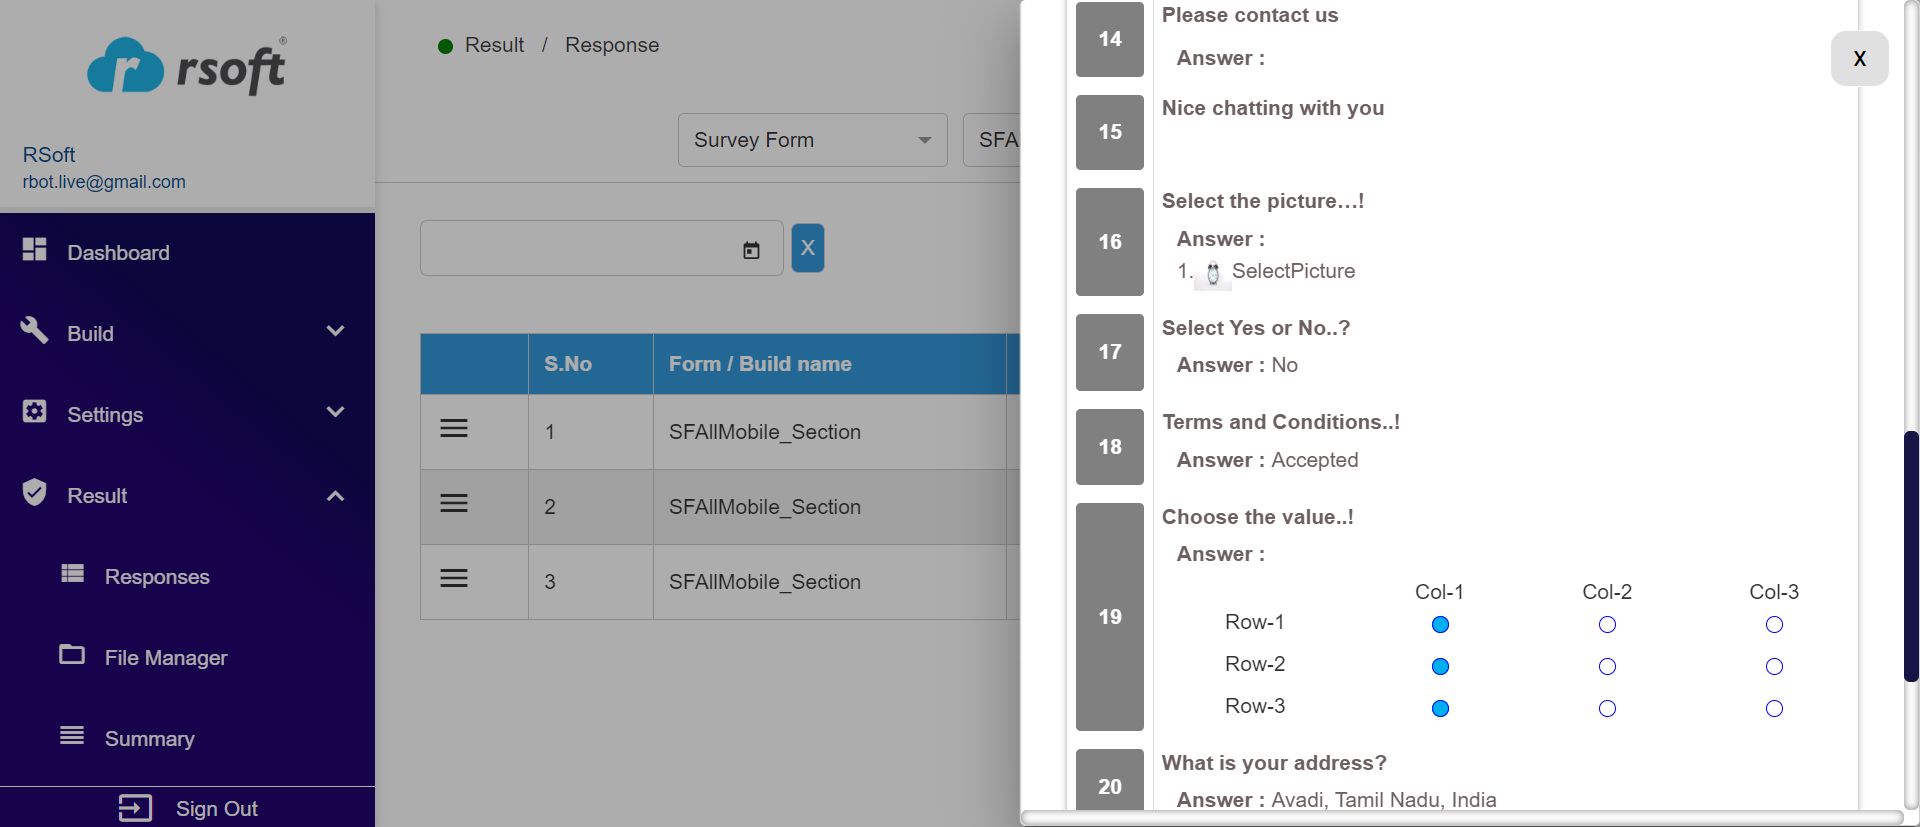 rsoft®
RSoft
rbot.live@gmail.com
Dashboard
Build
Settings
Result
Responses
File Manager
Summary
Sign Out
Result / Response
Survey Form
SFA
X
S.No Form / Build name
1 SFAllMobile_Section
2 SFAllMobile_Section
3 SFAllMobile_Section
X
14 Please contact us
Answer :
15 Nice chatting with you
16 Select the picture...!
Answer :
1. SelectPicture
17 Select Yes or No..?
Answer : No
18 Terms and Conditions..!
Answer : Accepted
19 Choose the value..!
Answer :
Col-1 Col-2 Col-3
Row-1
Row-2
Row-3
20 What is your address?
Answer : Avadi, Tamil Nadu, India